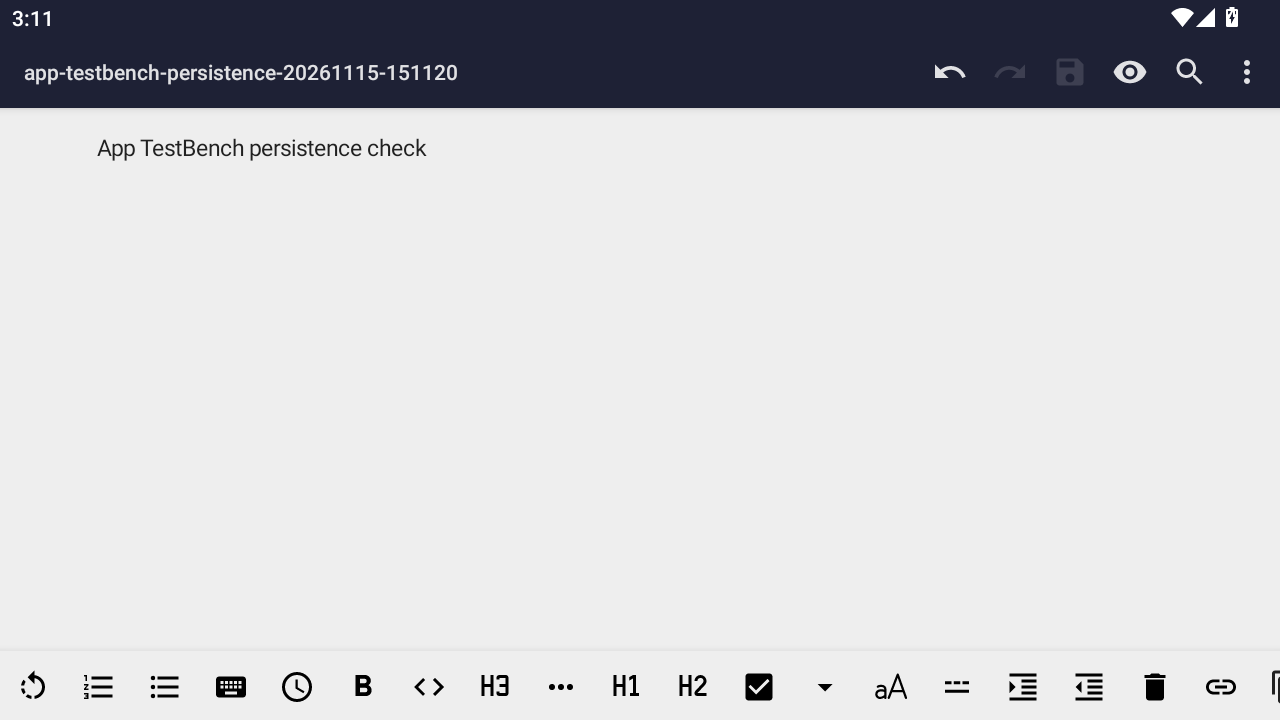 3:11
app-testbench-persistence-20261115-151120
App TestBench persistence check
B
H3
H1
H2
aA